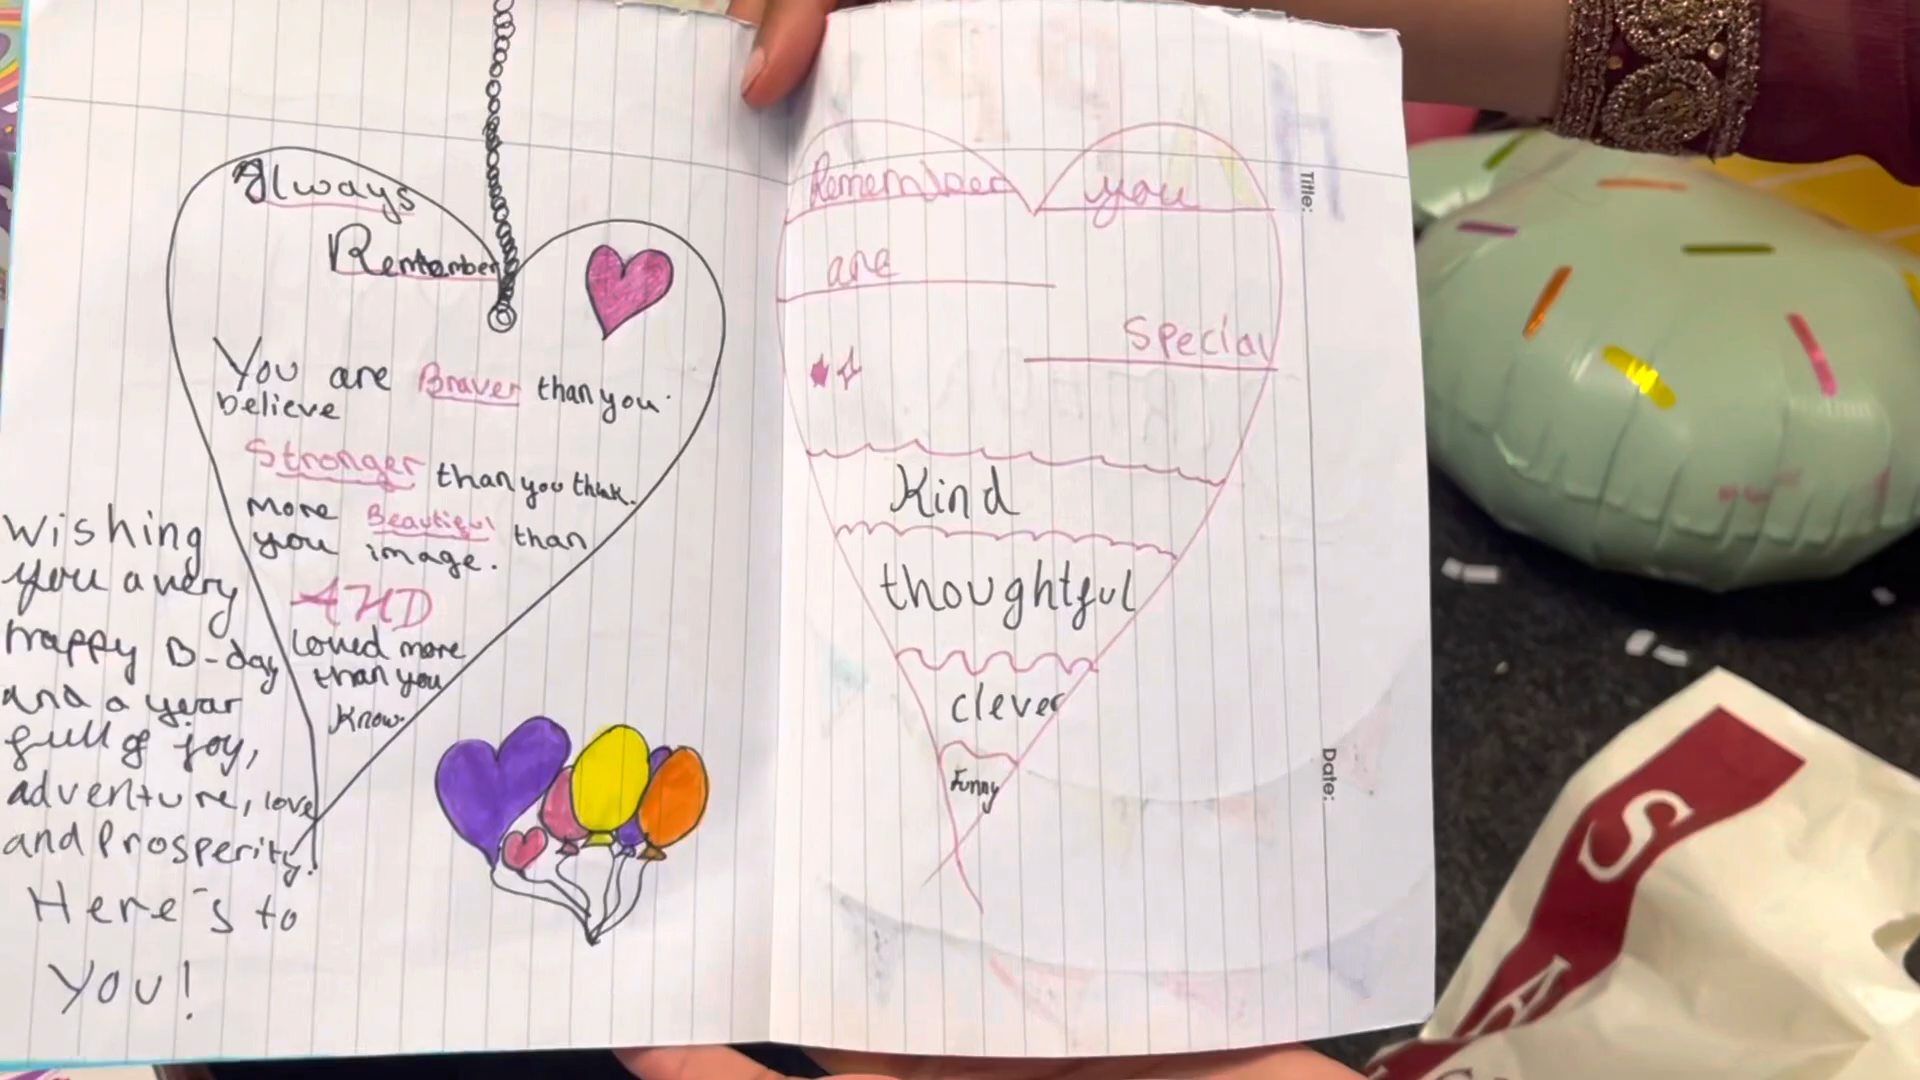 Always
Remember
You are Braver than you
believe
Stronger than you think.
more Beautiful than
you image.
AND
Loved more
than you
know.
wishing
you a very
happy B-day
and a year
full of joy,
adventure, love
and Prosperity!
Here's to
YOU!
Remember you
are
Special
Kind
thoughtful
clever
Funny
Title:
Date:
S
A